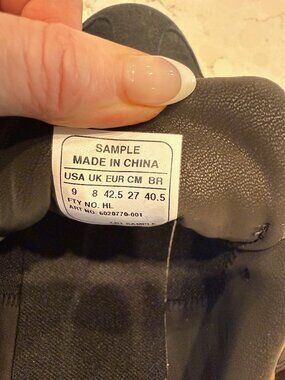 SAMPLE
MADE IN CHINA
USA UK EUR CM BR
9 8 42.5 27 40.5
FTY NO. HL
ART NO. 6020770-001